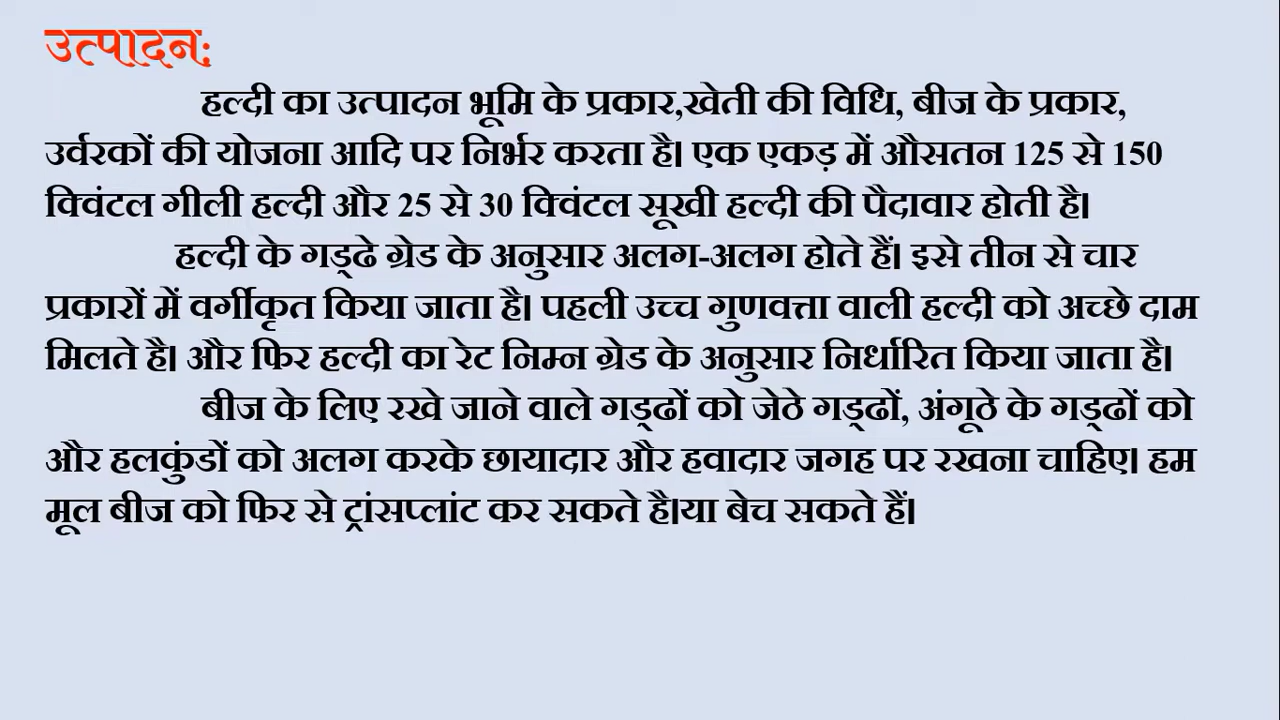 उत्पादन:
हल्दी का उत्पादन भूमि के प्रकार,खेती की विधि, बीज के प्रकार,
उर्वरकों की योजना आदि पर निर्भर करता है। एक एकड़ में औसतन 125 से 150
क्विंटल गीली हल्दी और 25 से 30 क्विंटल सूखी हल्दी की पैदावार होती है।
हल्दी के गड्ढे ग्रेड के अनुसार अलग-अलग होते हैं। इसे तीन से चार
प्रकारों में वर्गीकृत किया जाता है। पहली उच्च गुणवत्ता वाली हल्दी को अच्छे दाम
मिलते है। और फिर हल्दी का रेट निम्न ग्रेड के अनुसार निर्धारित किया जाता है।
बीज के लिए रखे जाने वाले गड्ढों को जेठे गड्ढों, अंगूठे के गड्ढों को
और हलकुंडों को अलग करके छायादार और हवादार जगह पर रखना चाहिए। हम
मूल बीज को फिर से ट्रांसप्लांट कर सकते है।या बेच सकते हैं।